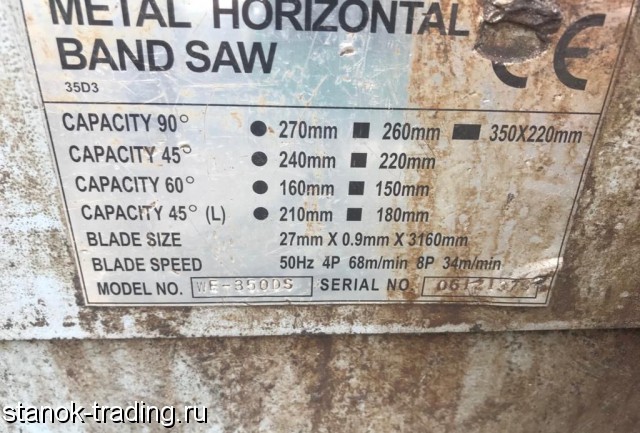 METAL HORIZONTAL
BAND SAW
CE
35D3
CAPACITY 90° ● 270mm ■ 260mm ▬ 350X220mm
CAPACITY 45° ● 240mm ■ 220mm
CAPACITY 60° ● 160mm ■ 150mm
CAPACITY 45° (L) ● 210mm ■ 180mm
BLADE SIZE 27mm X 0.9mm X 3160mm
BLADE SPEED 50Hz 4P 68m/min 8P 34m/min
MODEL NO. WE-350DS SERIAL NO.
stanok-trading.ru